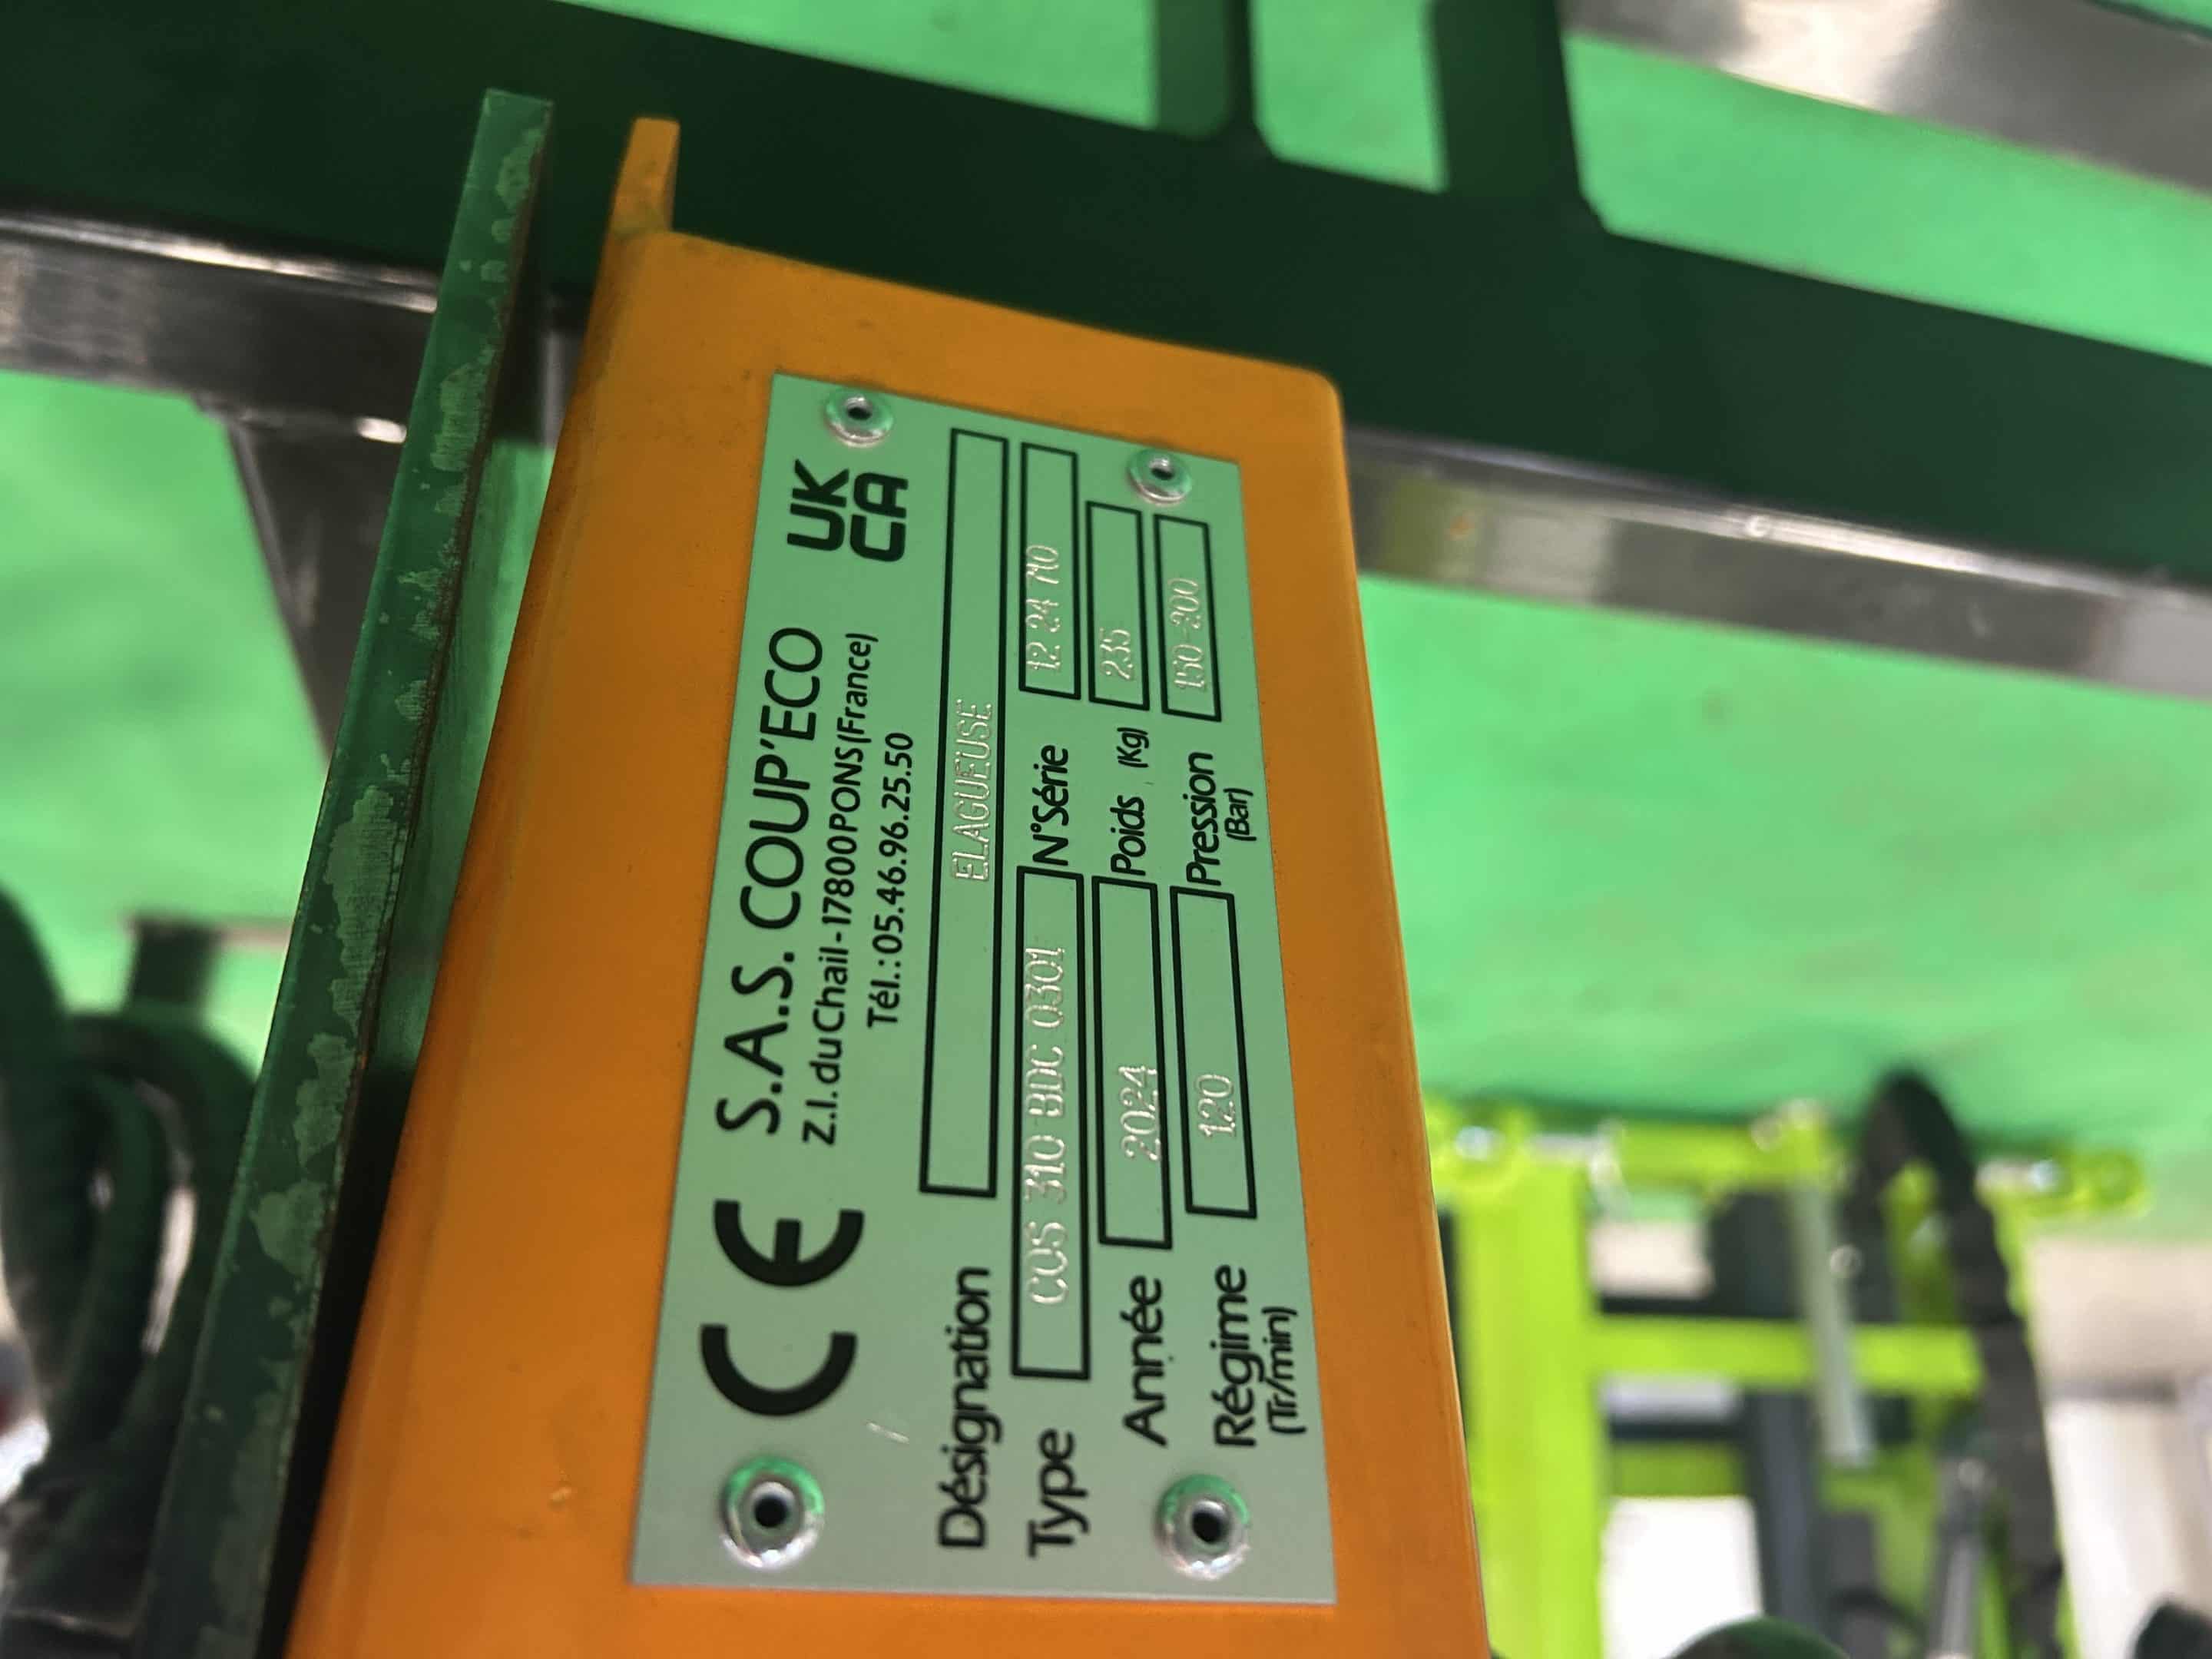 CE S.A.S. COUP'ECO UK CA
Z.I. du Chail - 17800 PONS (France)
Tél.: 05.46.96.25.50
Désignation ELAGUEUSE
Type COS 310 BDC 0301 N°Série 12 24 710
Année 2024 Poids (Kg) 235
Régime (Tr/min) 120 Pression (Bar) 150-200